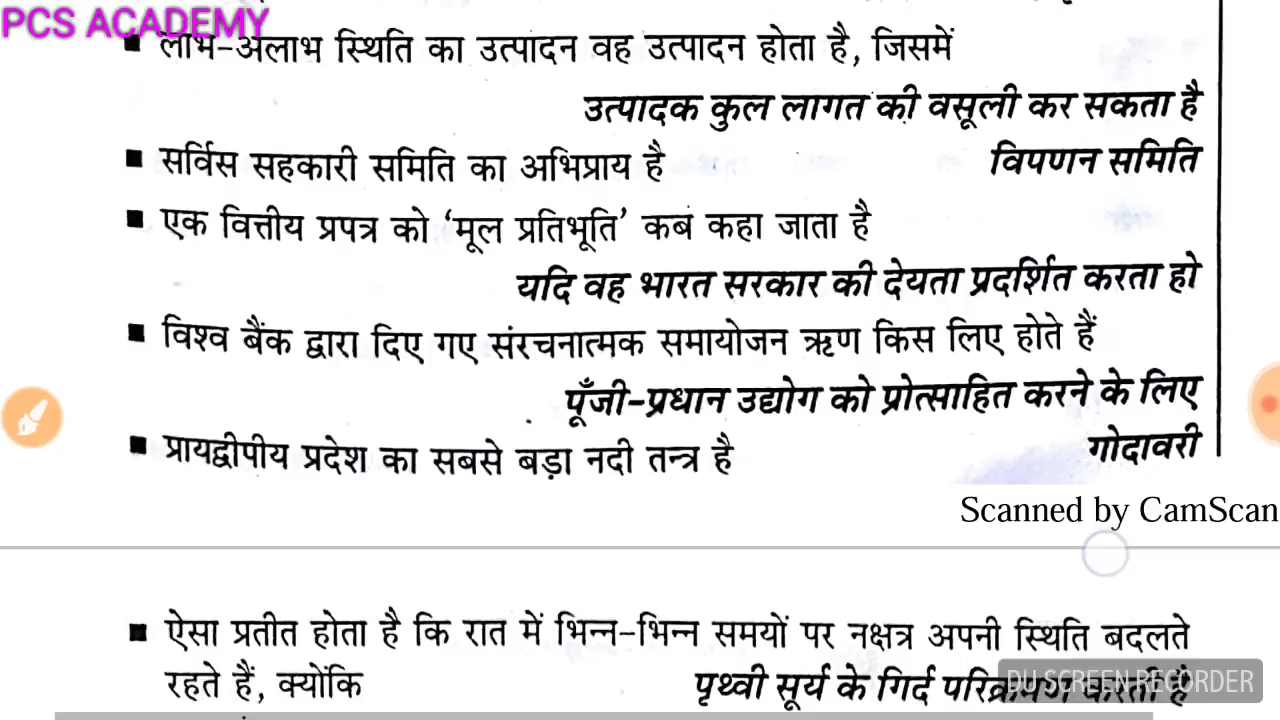 PCS ACADEMY
■ लाभ-अलाभ स्थिति का उत्पादन वह उत्पादन होता है, जिसमें
उत्पादक कुल लागत की वसूली कर सकता है
■ सर्विस सहकारी समिति का अभिप्राय है विपणन समिति
■ एक वित्तीय प्रपत्र को ‘मूल प्रतिभूति’ कब कहा जाता है
यदि वह भारत सरकार की देयता प्रदर्शित करता हो
■ विश्व बैंक द्वारा दिए गए संरचनात्मक समायोजन ऋण किस लिए होते हैं
पूँजी-प्रधान उद्योग को प्रोत्साहित करने के लिए
■ प्रायद्वीपीय प्रदेश का सबसे बड़ा नदी तन्त्र है गोदावरी
Scanned by CamScan
■ ऐसा प्रतीत होता है कि रात में भिन्न-भिन्न समयों पर नक्षत्र अपनी स्थिति बदलते
रहते हैं, क्योंकि पृथ्वी सूर्य के गिर्द परिक्रमण करती है
DU SCREEN RECORDER